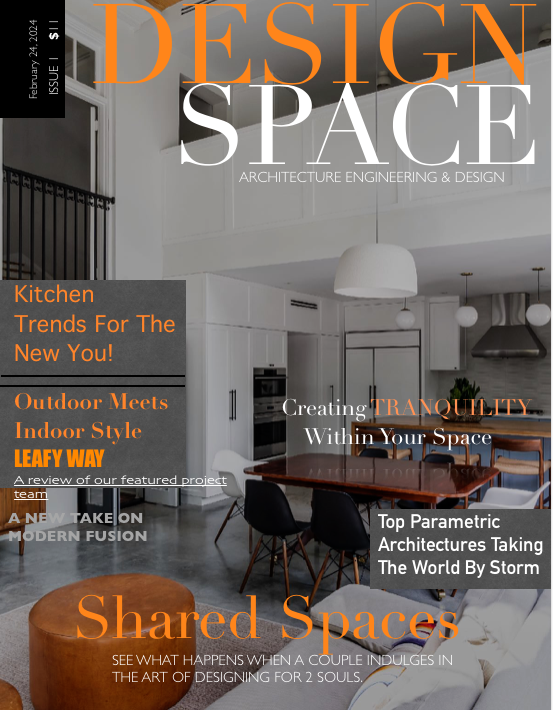 February 24, 2024
ISSUE 1 $11
DESIGN
SPACE
ARCHITECTURE ENGINEERING & DESIGN
Kitchen
Trends For The
New You!
Outdoor Meets
Indoor Style
LEAFY WAY
A review of our featured project
team
A NEW TAKE ON
MODERN FUSION
Creating TRANQUILITY
Within Your Space
Top Parametric
Architectures Taking
The World By Storm
Shared Spaces
SEE WHAT HAPPENS WHEN A COUPLE INDULGES IN
THE ART OF DESIGNING FOR 2 SOULS.